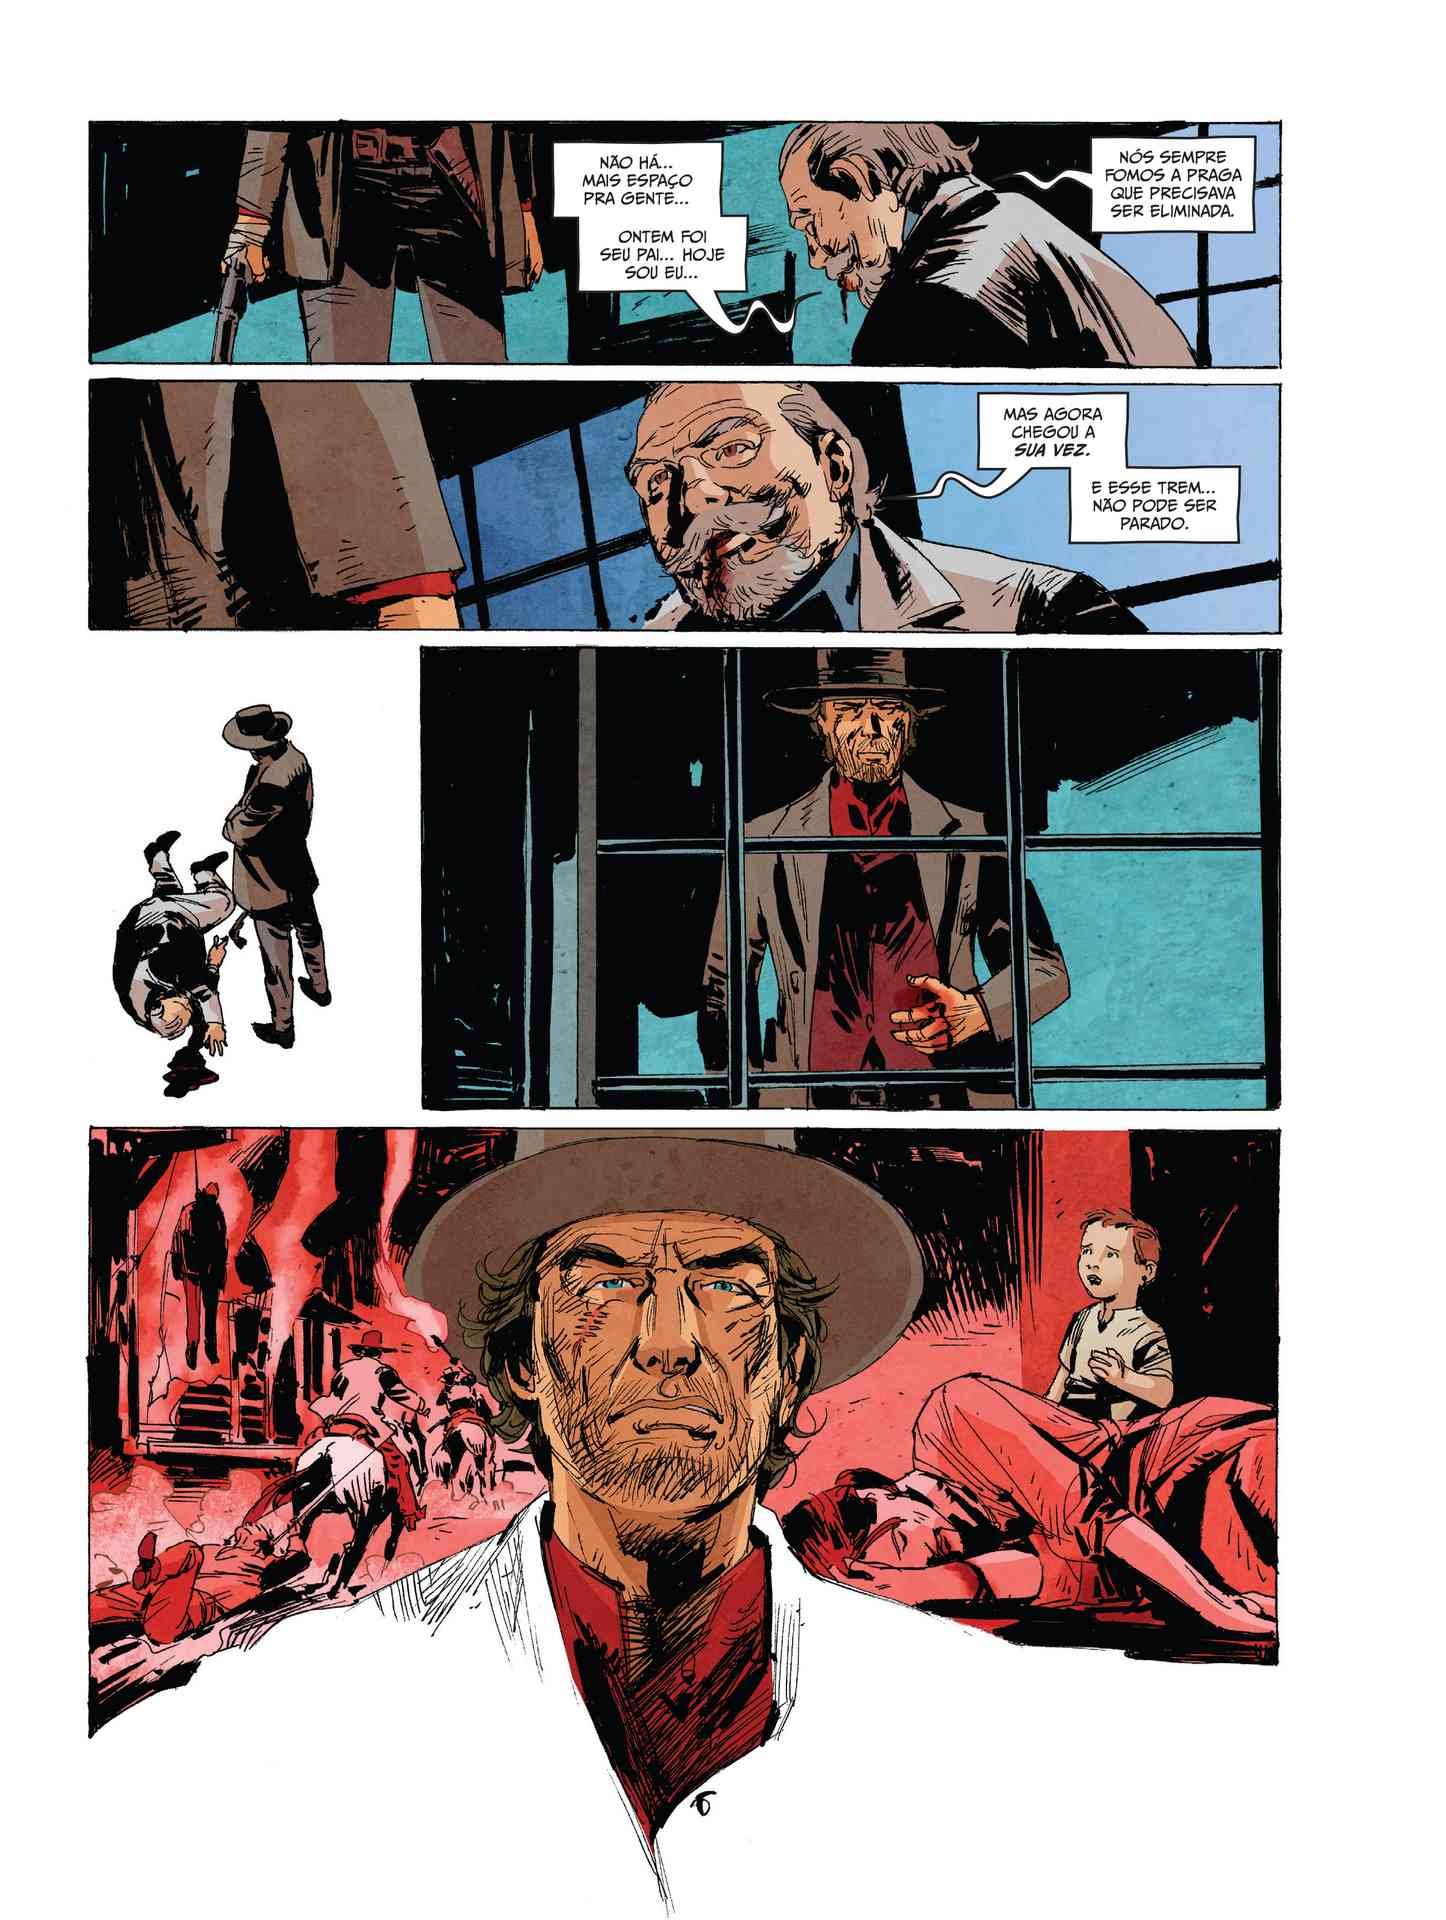 NÃO HÁ...
MAIS ESPAÇO
PRA GENTE...
ONTEM FOI
SEU PAI... HOJE
SOU EU...
NÓS SEMPRE
FOMOS A PRAGA
QUE PRECISAVA
SER ELIMINADA.
MAS AGORA
CHEGOU A
SUA VEZ.
E ESSE TREM...
NÃO PODE SER
PARADO.